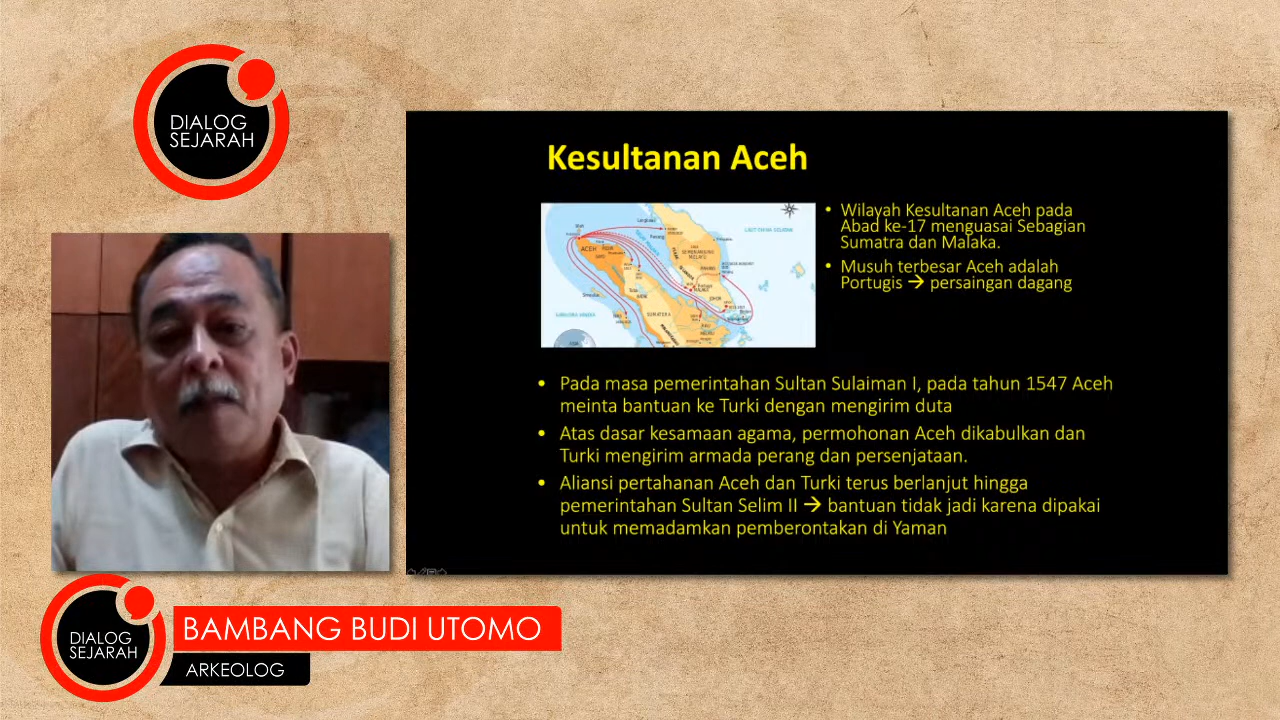 DIALOG
SEJARAH
Kesultanan Aceh
ACEH
SUMATERA
• Wilayah Kesultanan Aceh pada
Abad ke-17 menguasai Sebagian
Sumatra dan Malaka.
• Musuh terbesar Aceh adalah
Portugis → persaingan dagang
• Pada masa pemerintahan Sultan Sulaiman I, pada tahun 1547 Aceh
meinta bantuan ke Turki dengan mengirim duta
• Atas dasar kesamaan agama, permohonan Aceh dikabulkan dan
Turki mengirim armada perang dan persenjataan.
• Aliansi pertahanan Aceh dan Turki terus berlanjut hingga
pemerintahan Sultan Selim II → bantuan tidak jadi karena dipakai
untuk memadamkan pemberontakan di Yaman
DIALOG
SEJARAH
BAMBANG BUDI UTOMO
ARKEOLOG